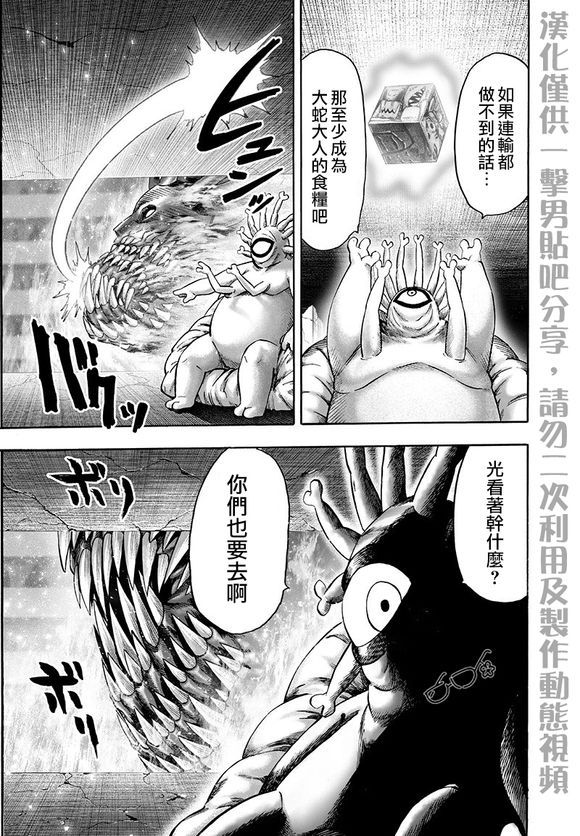 如果連輸都
做不到的話…
那至少成為
大蛇大人的食糧吧
ヒュン
バクッ
光看著幹什麼?
你們也要去啊
ボリ
ボリ
漢化僅供一擊男貼吧分享，請勿二次利用及製作動態視頻